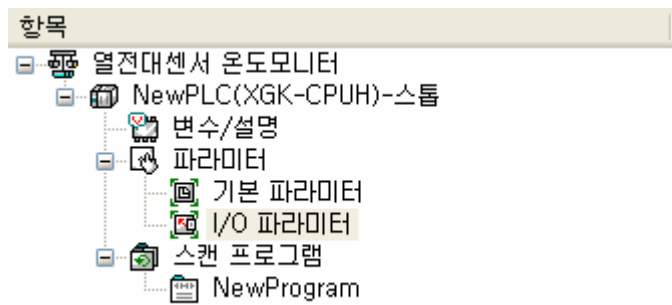 항목
열전대센서 온도모니터
NewPLC(XGK-CPUH)-스톱
변수/설명
파라미터
기본 파라미터
I/O 파라미터
스캔 프로그램
NewProgram